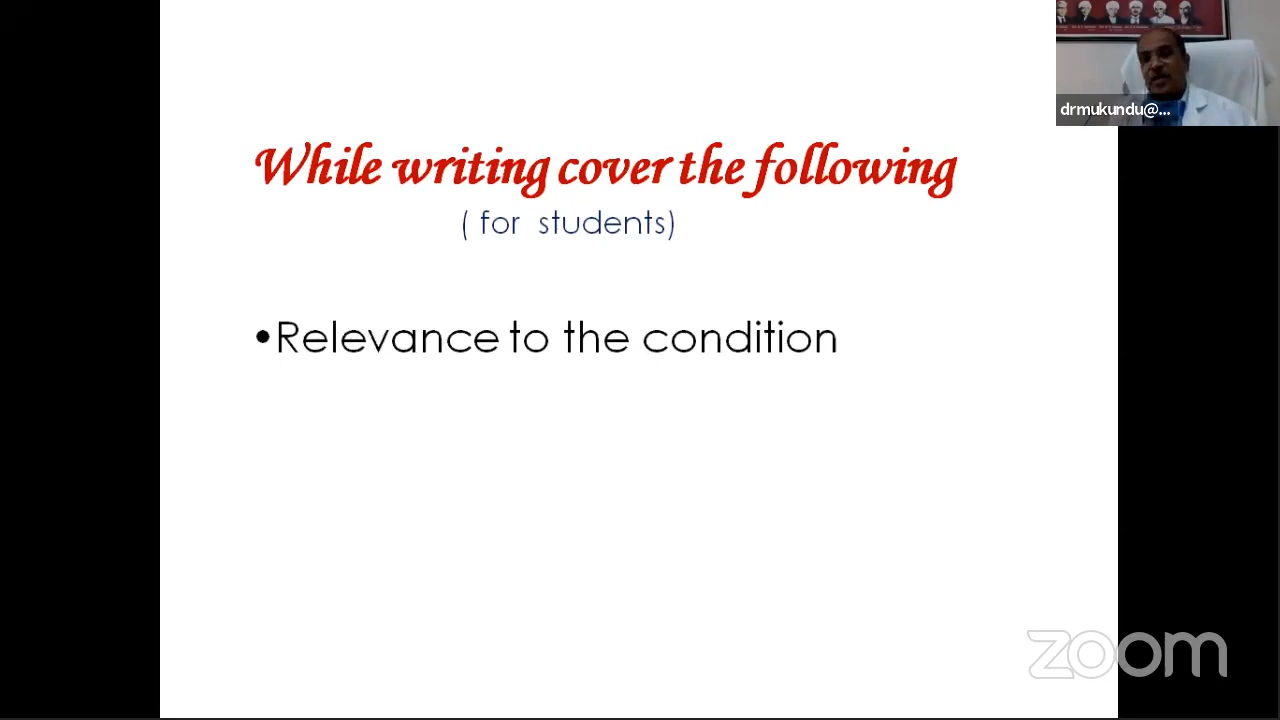 While writing cover the following
( for students)
•Relevance to the condition
drmukundu@...
zoom